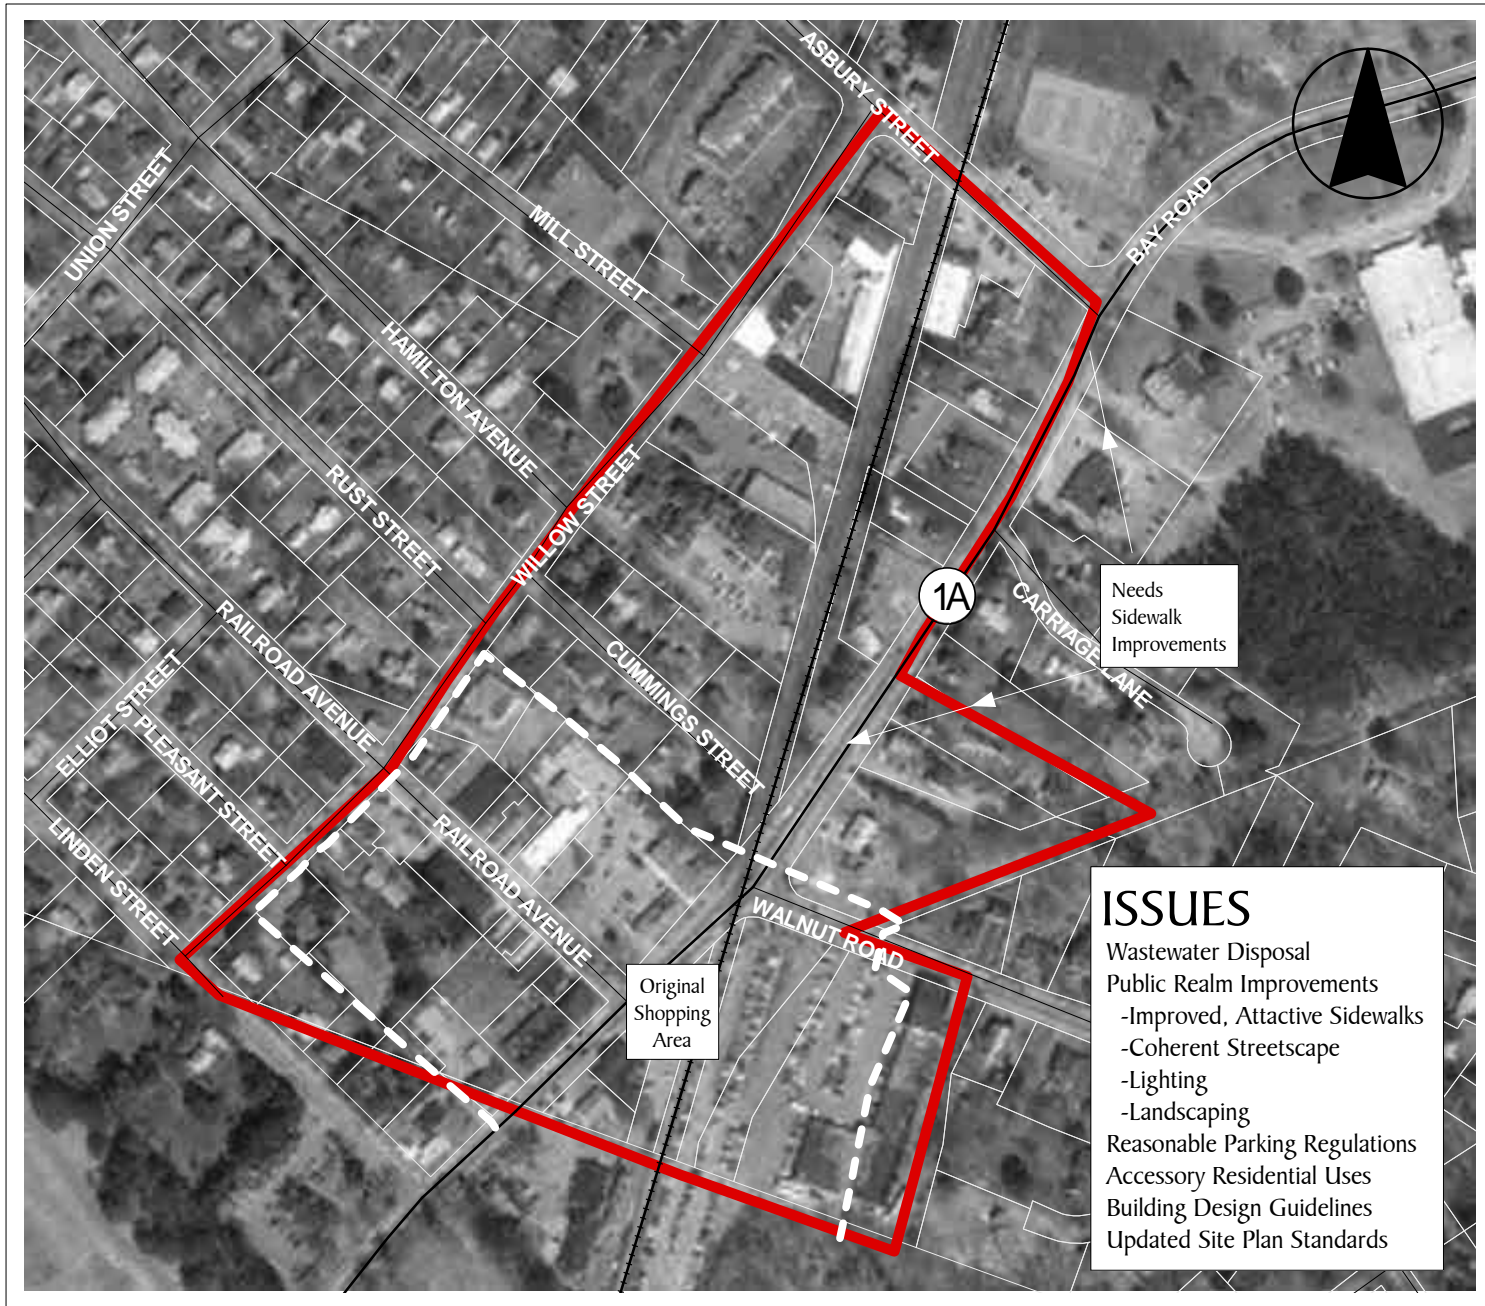 ASBURY STREET
BAY ROAD
UNION STREET
MILL STREET
HAMILTON AVENUE
RUST STREET
WILLOW STREET
1A
Needs
Sidewalk
Improvements
CARRIAGE LANE
RAILROAD AVENUE
CUMMINGS STREET
ELLIOT STREET
PLEASANT STREET
LINDEN STREET
RAILROAD AVENUE
WALNUT ROAD
Original
Shopping
Area
ISSUES
Wastewater Disposal
Public Realm Improvements
-Improved, Attactive Sidewalks
-Coherent Streetscape
-Lighting
-Landscaping
Reasonable Parking Regulations
Accessory Residential Uses
Building Design Guidelines
Updated Site Plan Standards